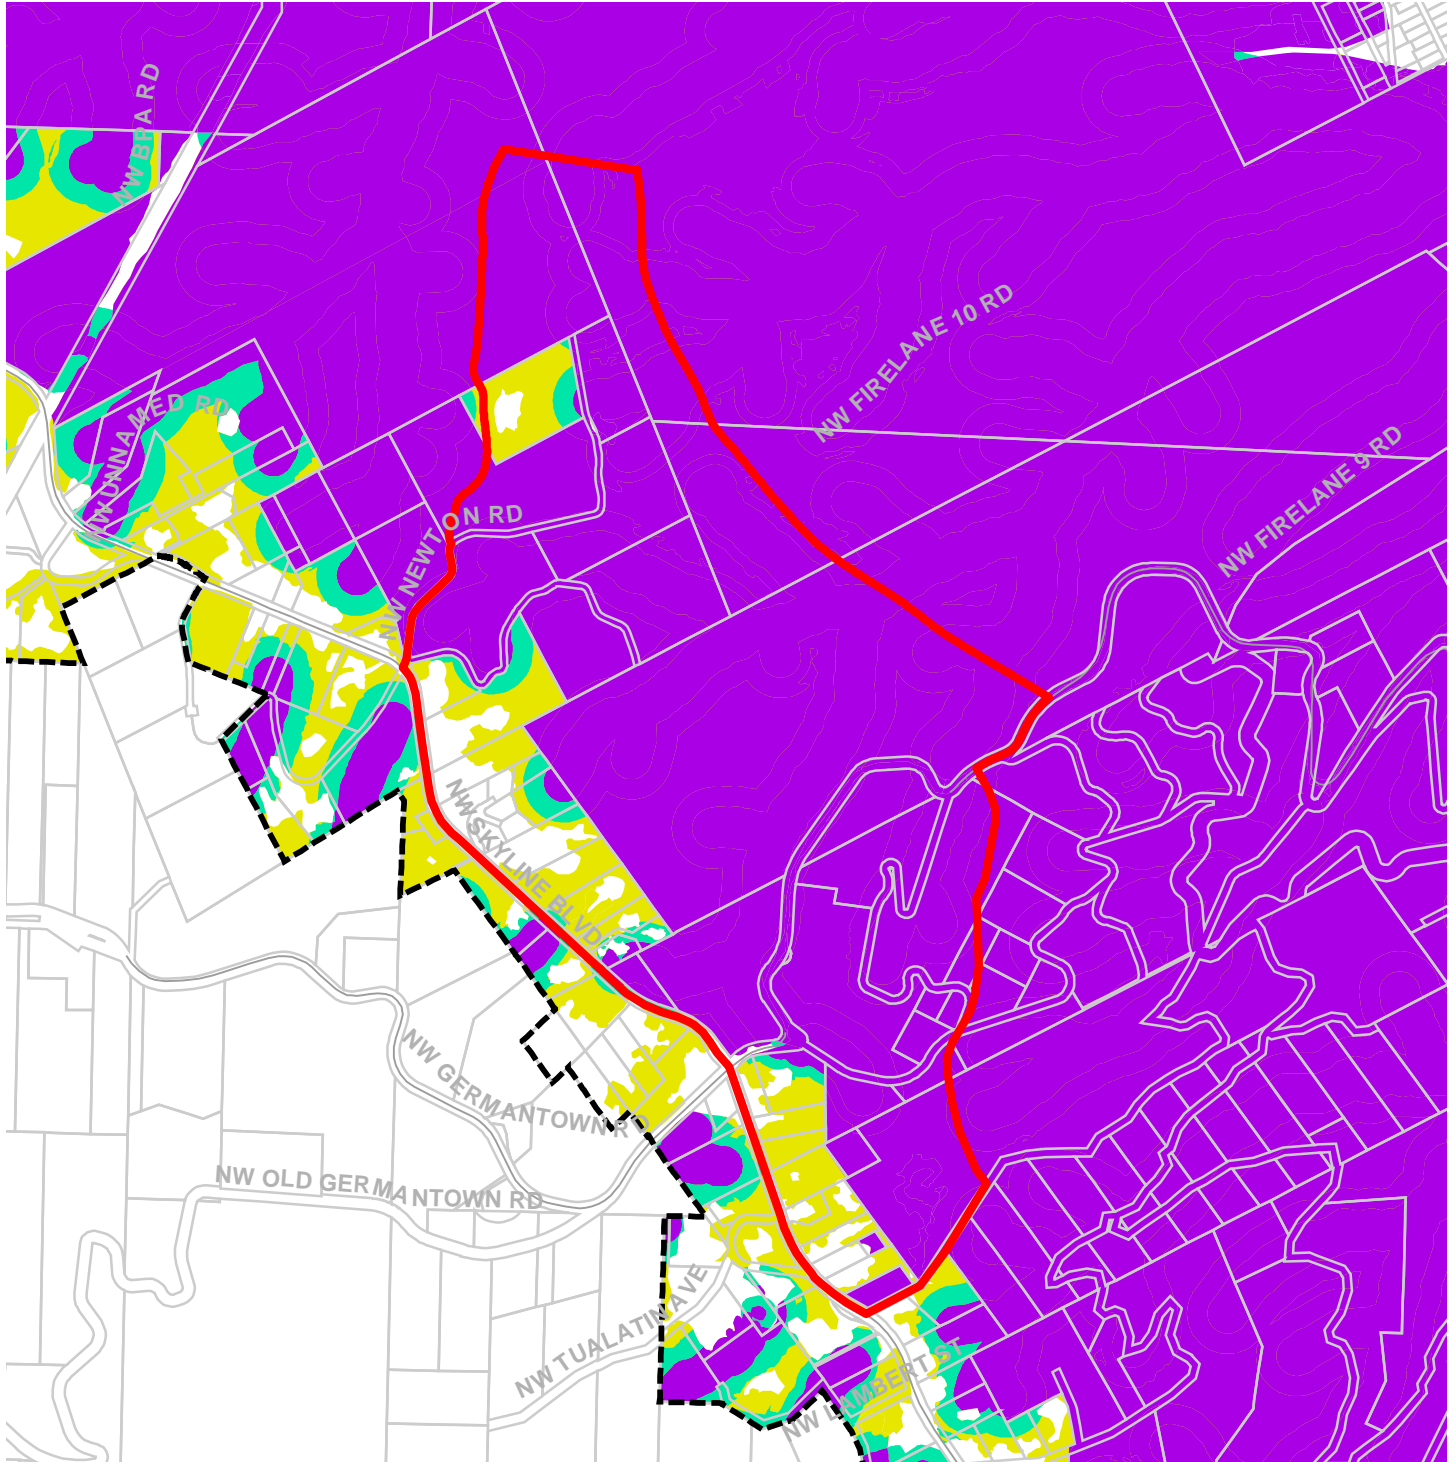 NW BPA RD
NW FIRELANE 10 RD
NW UNNAMED RD
NW FIRELANE 9 RD
NW NEWTON RD
NW SKYLINE BLVD
NW GERMANTOWN RD
NW OLD GERMANTOWN RD
NW TUALATIN AVE
NW LAMBERT ST